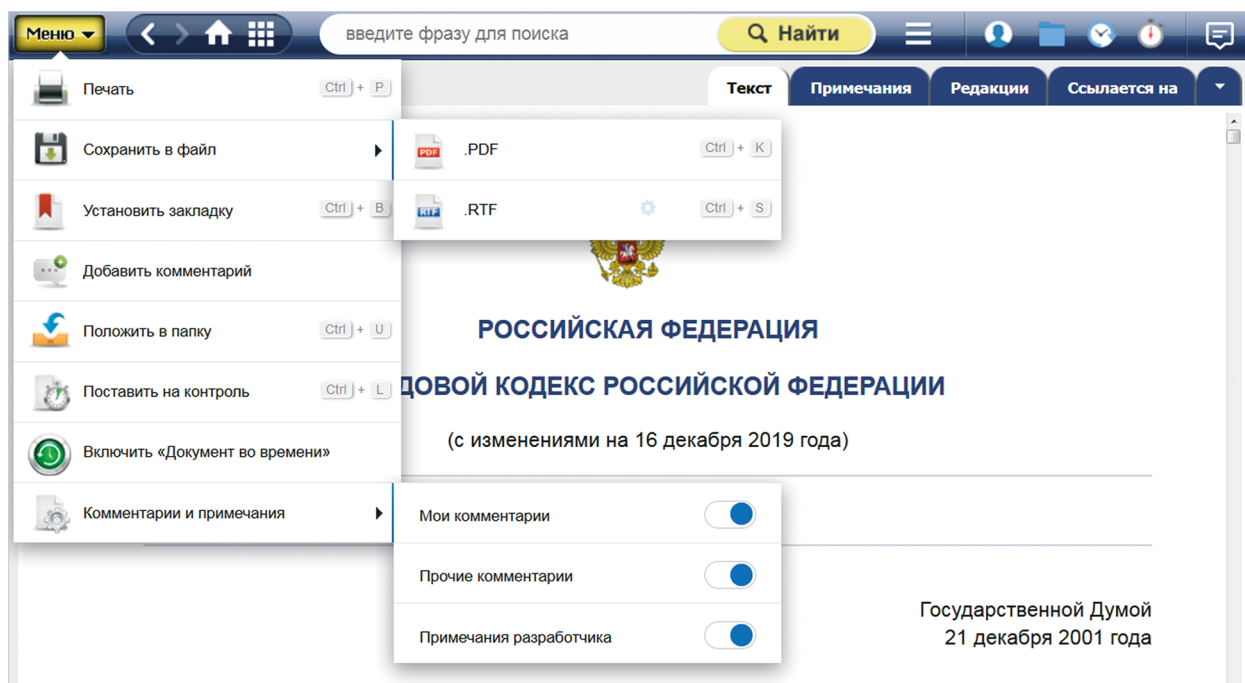 Меню
введите фразу для поиска
Найти
Печать Ctrl + P
Текст Примечания Редакции Ссылается на
Сохранить в файл
PDF .PDF Ctrl + K
Установить закладку Ctrl + B
RTF .RTF Ctrl + S
Добавить комментарий
Положить в папку Ctrl + U
РОССИЙСКАЯ ФЕДЕРАЦИЯ
Поставить на контроль Ctrl + L
ДОВОЙ КОДЕКС РОССИЙСКОЙ ФЕДЕРАЦИИ
(с изменениями на 16 декабря 2019 года)
Включить «Документ во времени»
Комментарии и примечания
Мои комментарии
Прочие комментарии
Примечания разработчика
Государственной Думой
21 декабря 2001 года